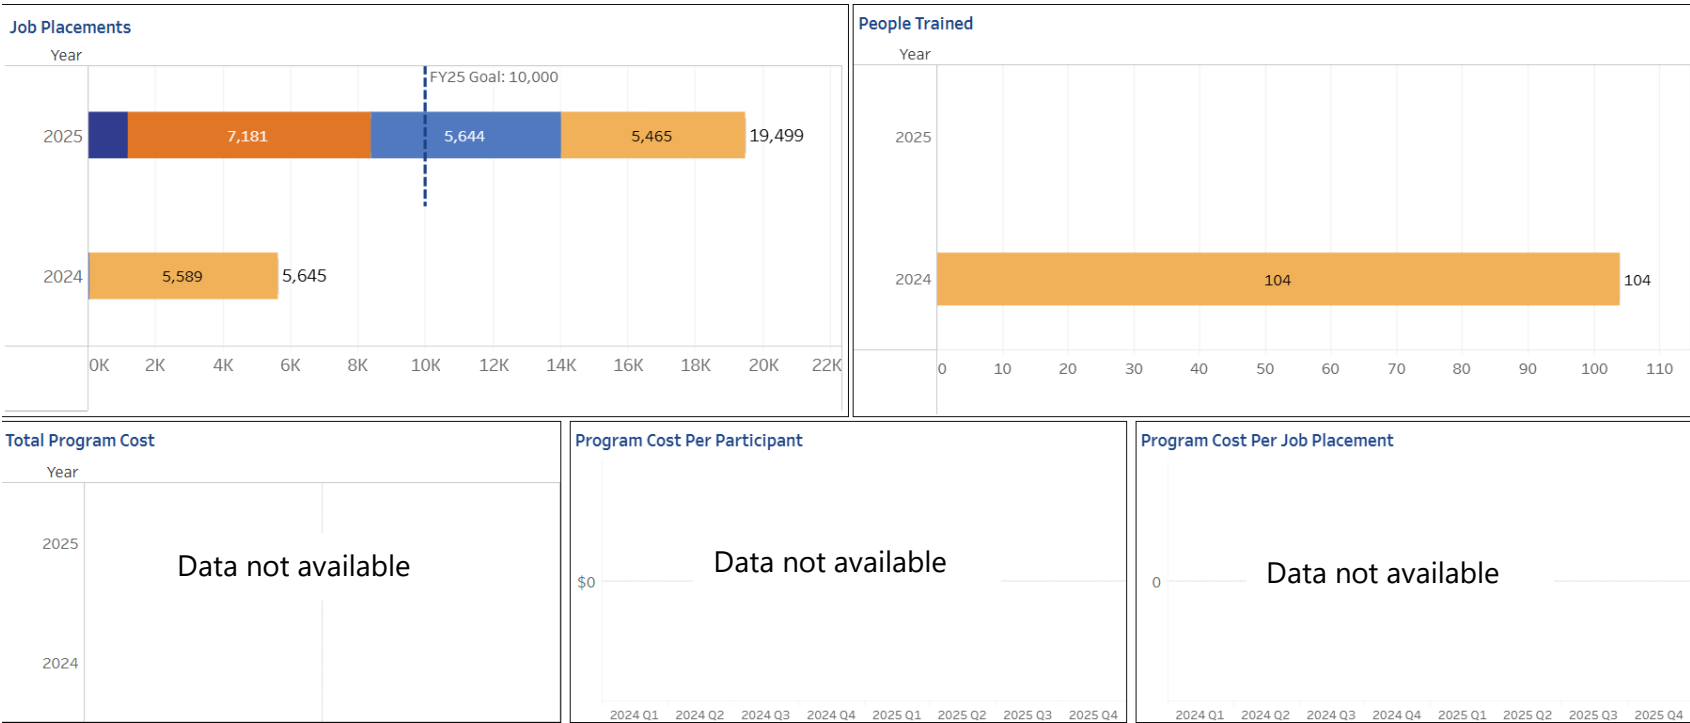 Job Placements
Year
FY25 Goal: 10,000
2025
7,181
5,644
5,465
19,499
2024
5,589
5,645
0K 2K 4K 6K 8K 10K 12K 14K 16K 18K 20K 22K
People Trained
Year
2025
2024
104
104
0 10 20 30 40 50 60 70 80 90 100 110
Total Program Cost
Year
2025
Data not available
2024
Program Cost Per Participant
Data not available
$0
2024 Q1 2024 Q2 2024 Q3 2024 Q4 2025 Q1 2025 Q2 2025 Q3 2025 Q4
Program Cost Per Job Placement
Data not available
0
2024 Q1 2024 Q2 2024 Q3 2024 Q4 2025 Q1 2025 Q2 2025 Q3 2025 Q4